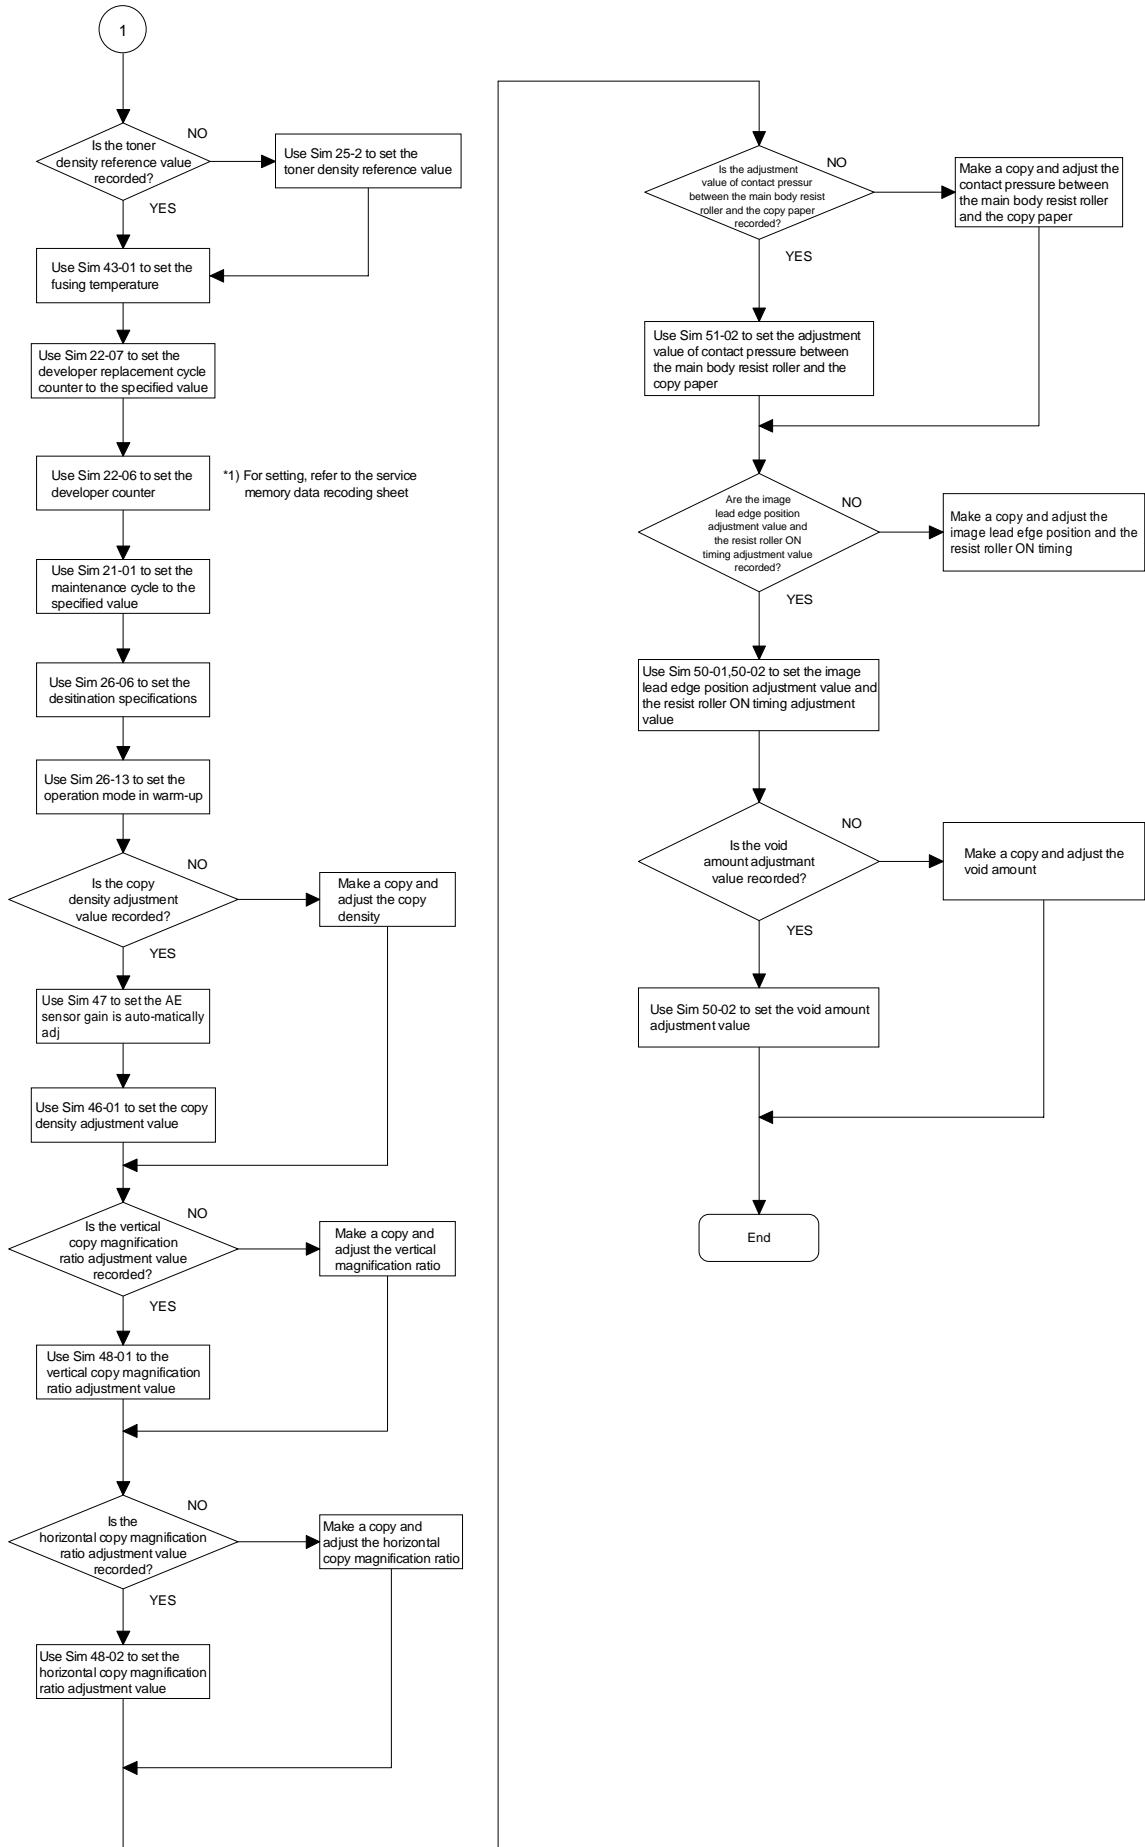 1
Is the toner
density reference value
recorded?
NO
YES
Use Sim 25-2 to set the
toner density reference value
Use Sim 43-01 to set the
fusing temperature
Use Sim 22-07 to set the
developer replacement cycle
counter to the specified value
Use Sim 22-06 to set the
developer counter
*1) For setting, refer to the service
memory data recoding sheet
Use Sim 21-01 to set the
maintenance cycle to the
specified value
Use Sim 26-06 to set the
desitination specifications
Use Sim 26-13 to set the
operation mode in warm-up
Is the copy
density adjustment
value recorded?
NO
YES
Make a copy and
adjust the copy
density
Use Sim 47 to set the AE
sensor gain is auto-matically
adj
Use Sim 46-01 to set the copy
density adjustment value
Is the vertical
copy magnification
ratio adjustment value
recorded?
NO
YES
Make a copy and
adjust the vertical
magnification ratio
Use Sim 48-01 to the
vertical copy magnification
ratio adjustment value
Is the
horizontal copy magnification
ratio adjustment value
recorded?
NO
YES
Make a copy and
adjust the horizontal
copy magnification ratio
Use Sim 48-02 to set the
horizontal copy magnification
ratio adjustment value
Is the adjustment
value of contact pressur
between the main body resist
roller and the copy paper
recorded?
NO
YES
Make a copy and adjust the
contact pressure between
the main body resist roller
and the copy paper
Use Sim 51-02 to set the adjustment
value of contact pressure between
the main body resist roller and the
copy paper
Are the image
lead edge position
adjustment value and
the resist roller ON
timing adjustment value
recorded?
NO
YES
Make a copy and adjust the
image lead efge position and the
resist roller ON timing
Use Sim 50-01,50-02 to set the image
lead edge position adjustment value and
the resist roller ON timing adjustment
value
Is the void
amount adjustmant
value recorded?
NO
YES
Make a copy and adjust the
void amount
Use Sim 50-02 to set the void amount
adjustment value
End